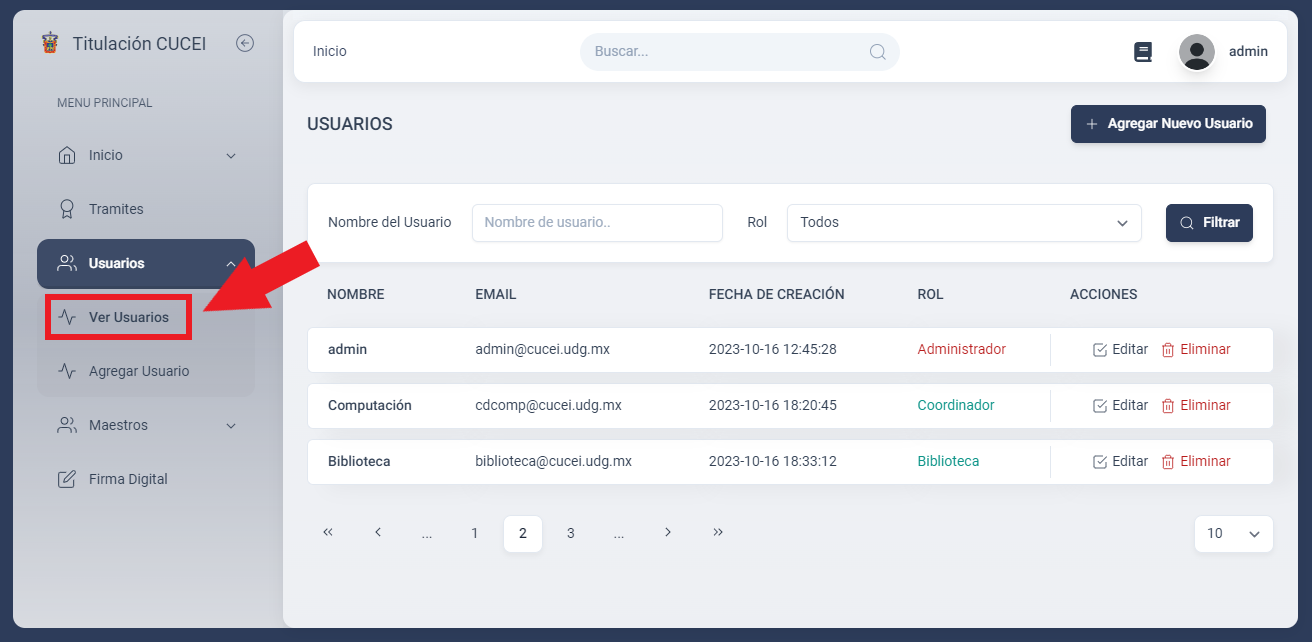 Titulación CUCEI
MENU PRINCIPAL
Inicio
Tramites
Usuarios
Ver Usuarios
Agregar Usuario
Maestros
Firma Digital
Inicio
Buscar...
admin
USUARIOS
Agregar Nuevo Usuario
Nombre del Usuario Nombre de usuario.. Rol Todos Filtrar
NOMBRE EMAIL FECHA DE CREACIÓN ROL ACCIONES
admin admin@cucei.udg.mx 2023-10-16 12:45:28 Administrador Editar Eliminar
Computación cdcomp@cucei.udg.mx 2023-10-16 18:20:45 Coordinador Editar Eliminar
Biblioteca biblioteca@cucei.udg.mx 2023-10-16 18:33:12 Biblioteca Editar Eliminar
« ‹ ... 1 2 3 ... › » 10